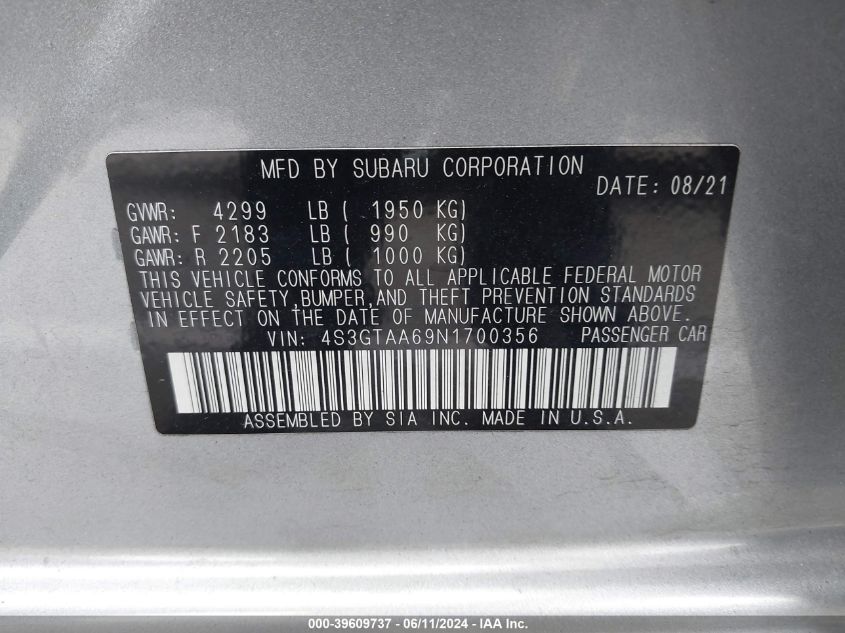 MFD BY SUBARU CORPORATION
DATE: 08/21
GVWR: 4299 LB ( 1950 KG)
GAWR: F 2183 LB ( 990 KG)
GAWR: R 2205 LB ( 1000 KG)
THIS VEHICLE CONFORMS TO ALL APPLICABLE FEDERAL MOTOR
VEHICLE SAFETY,BUMPER,AND THEFT PREVENTION STANDARDS
IN EFFECT ON THE DATE OF MANUFACTURE SHOWN ABOVE.
VIN: 4S3GTAA69N1700356 PASSENGER CAR
ASSEMBLED BY SIA INC. MADE IN U.S.A.
000-39609737 - 06/11/2024 - IAA Inc.